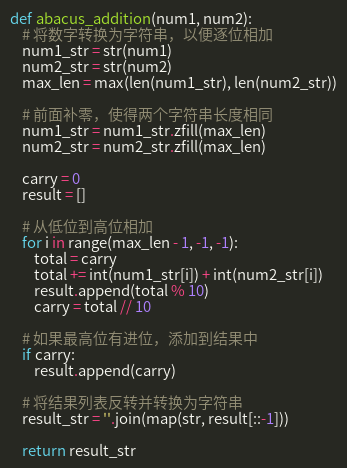 def abacus_addition(num1, num2):
    # 将数字转换为字符串，以便逐位相加
    num1_str = str(num1)
    num2_str = str(num2)
    max_len = max(len(num1_str), len(num2_str))

    # 前面补零，使得两个字符串长度相同
    num1_str = num1_str.zfill(max_len)
    num2_str = num2_str.zfill(max_len)

    carry = 0
    result = []

    # 从低位到高位相加
    for i in range(max_len - 1, -1, -1):
        total = carry
        total += int(num1_str[i]) + int(num2_str[i])
        result.append(total % 10)
        carry = total // 10

    # 如果最高位有进位，添加到结果中
    if carry:
        result.append(carry)

    # 将结果列表反转并转换为字符串
    result_str = ''.join(map(str, result[::-1]))

    return result_str